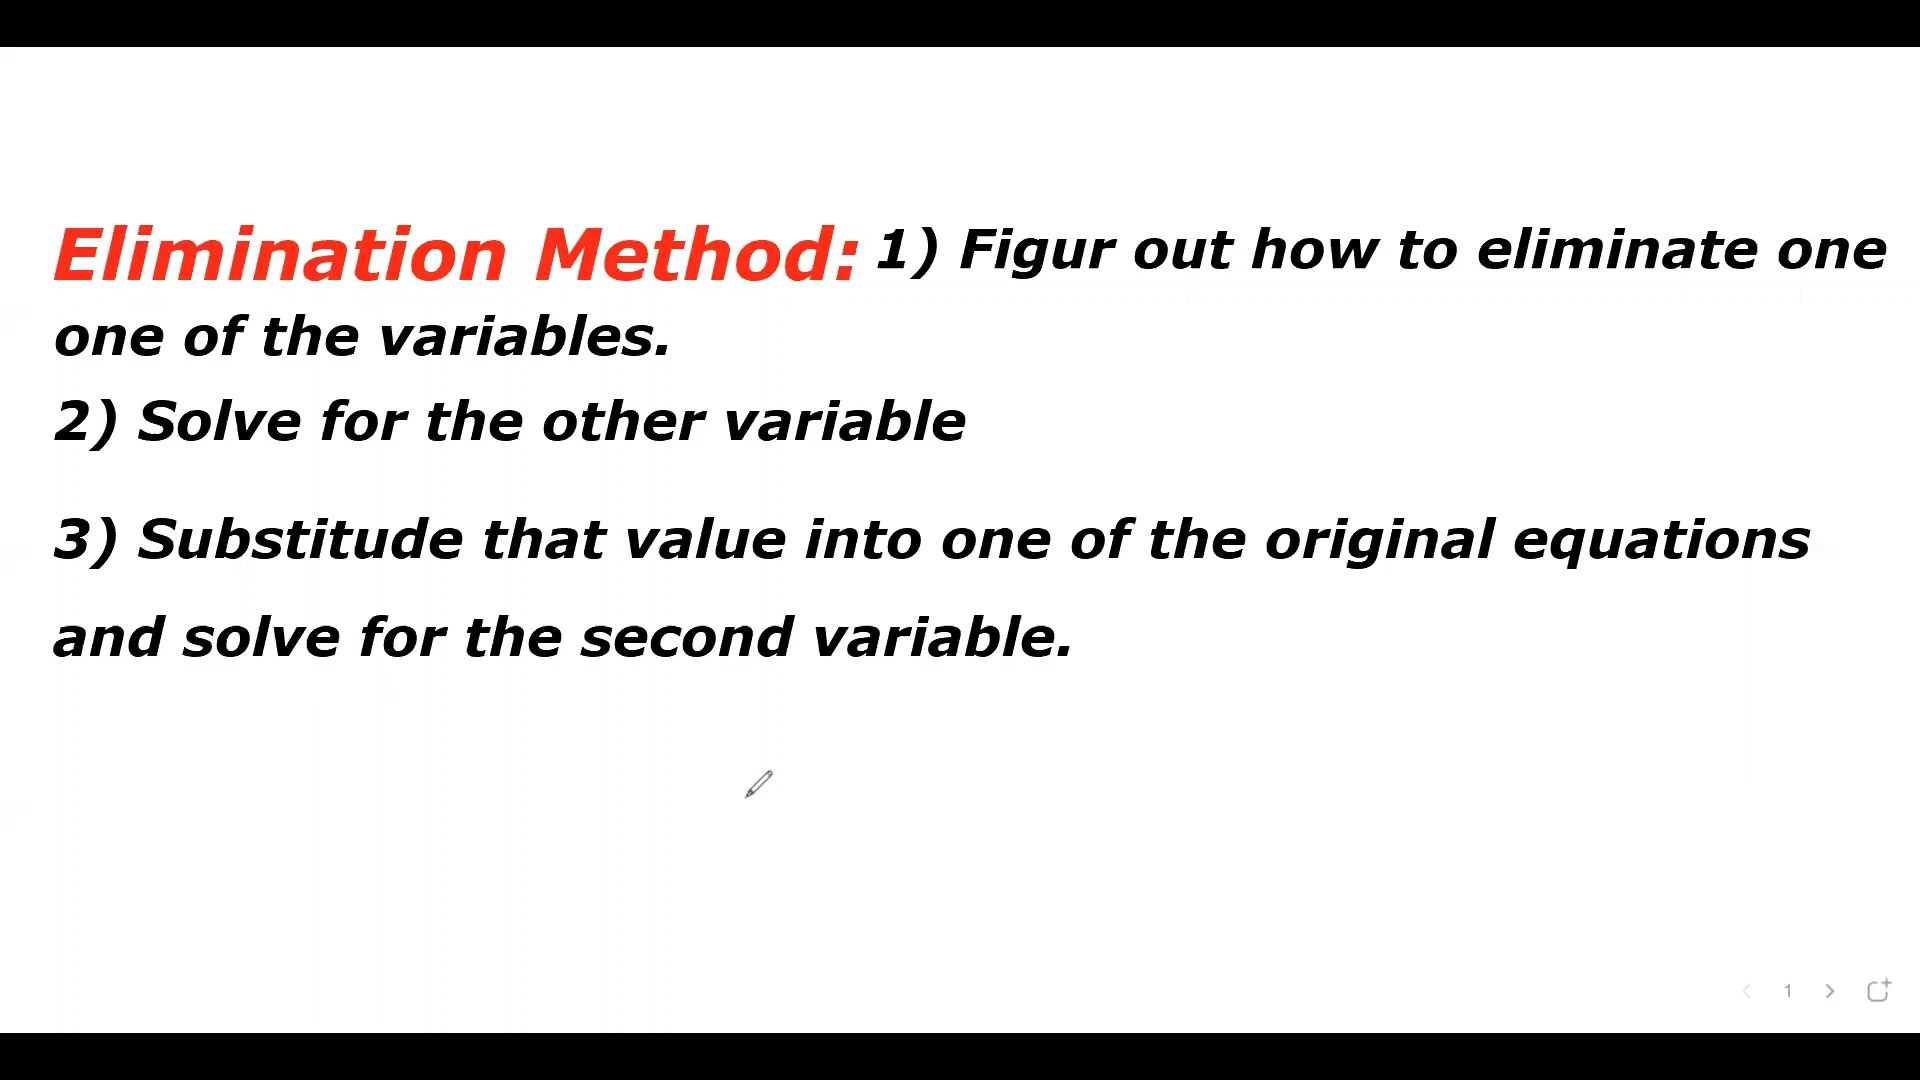 Elimination Method: 1) Figur out how to eliminate one
one of the variables.
2) Solve for the other variable
3) Substitude that value into one of the original equations
and solve for the second variable.
1